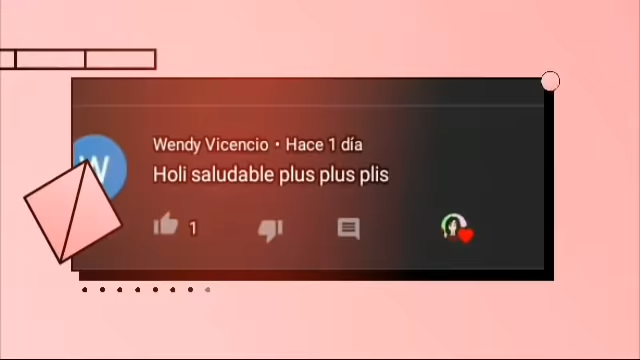 W
Wendy Vicencio • Hace 1 día
Holi saludable plus plus plis
1